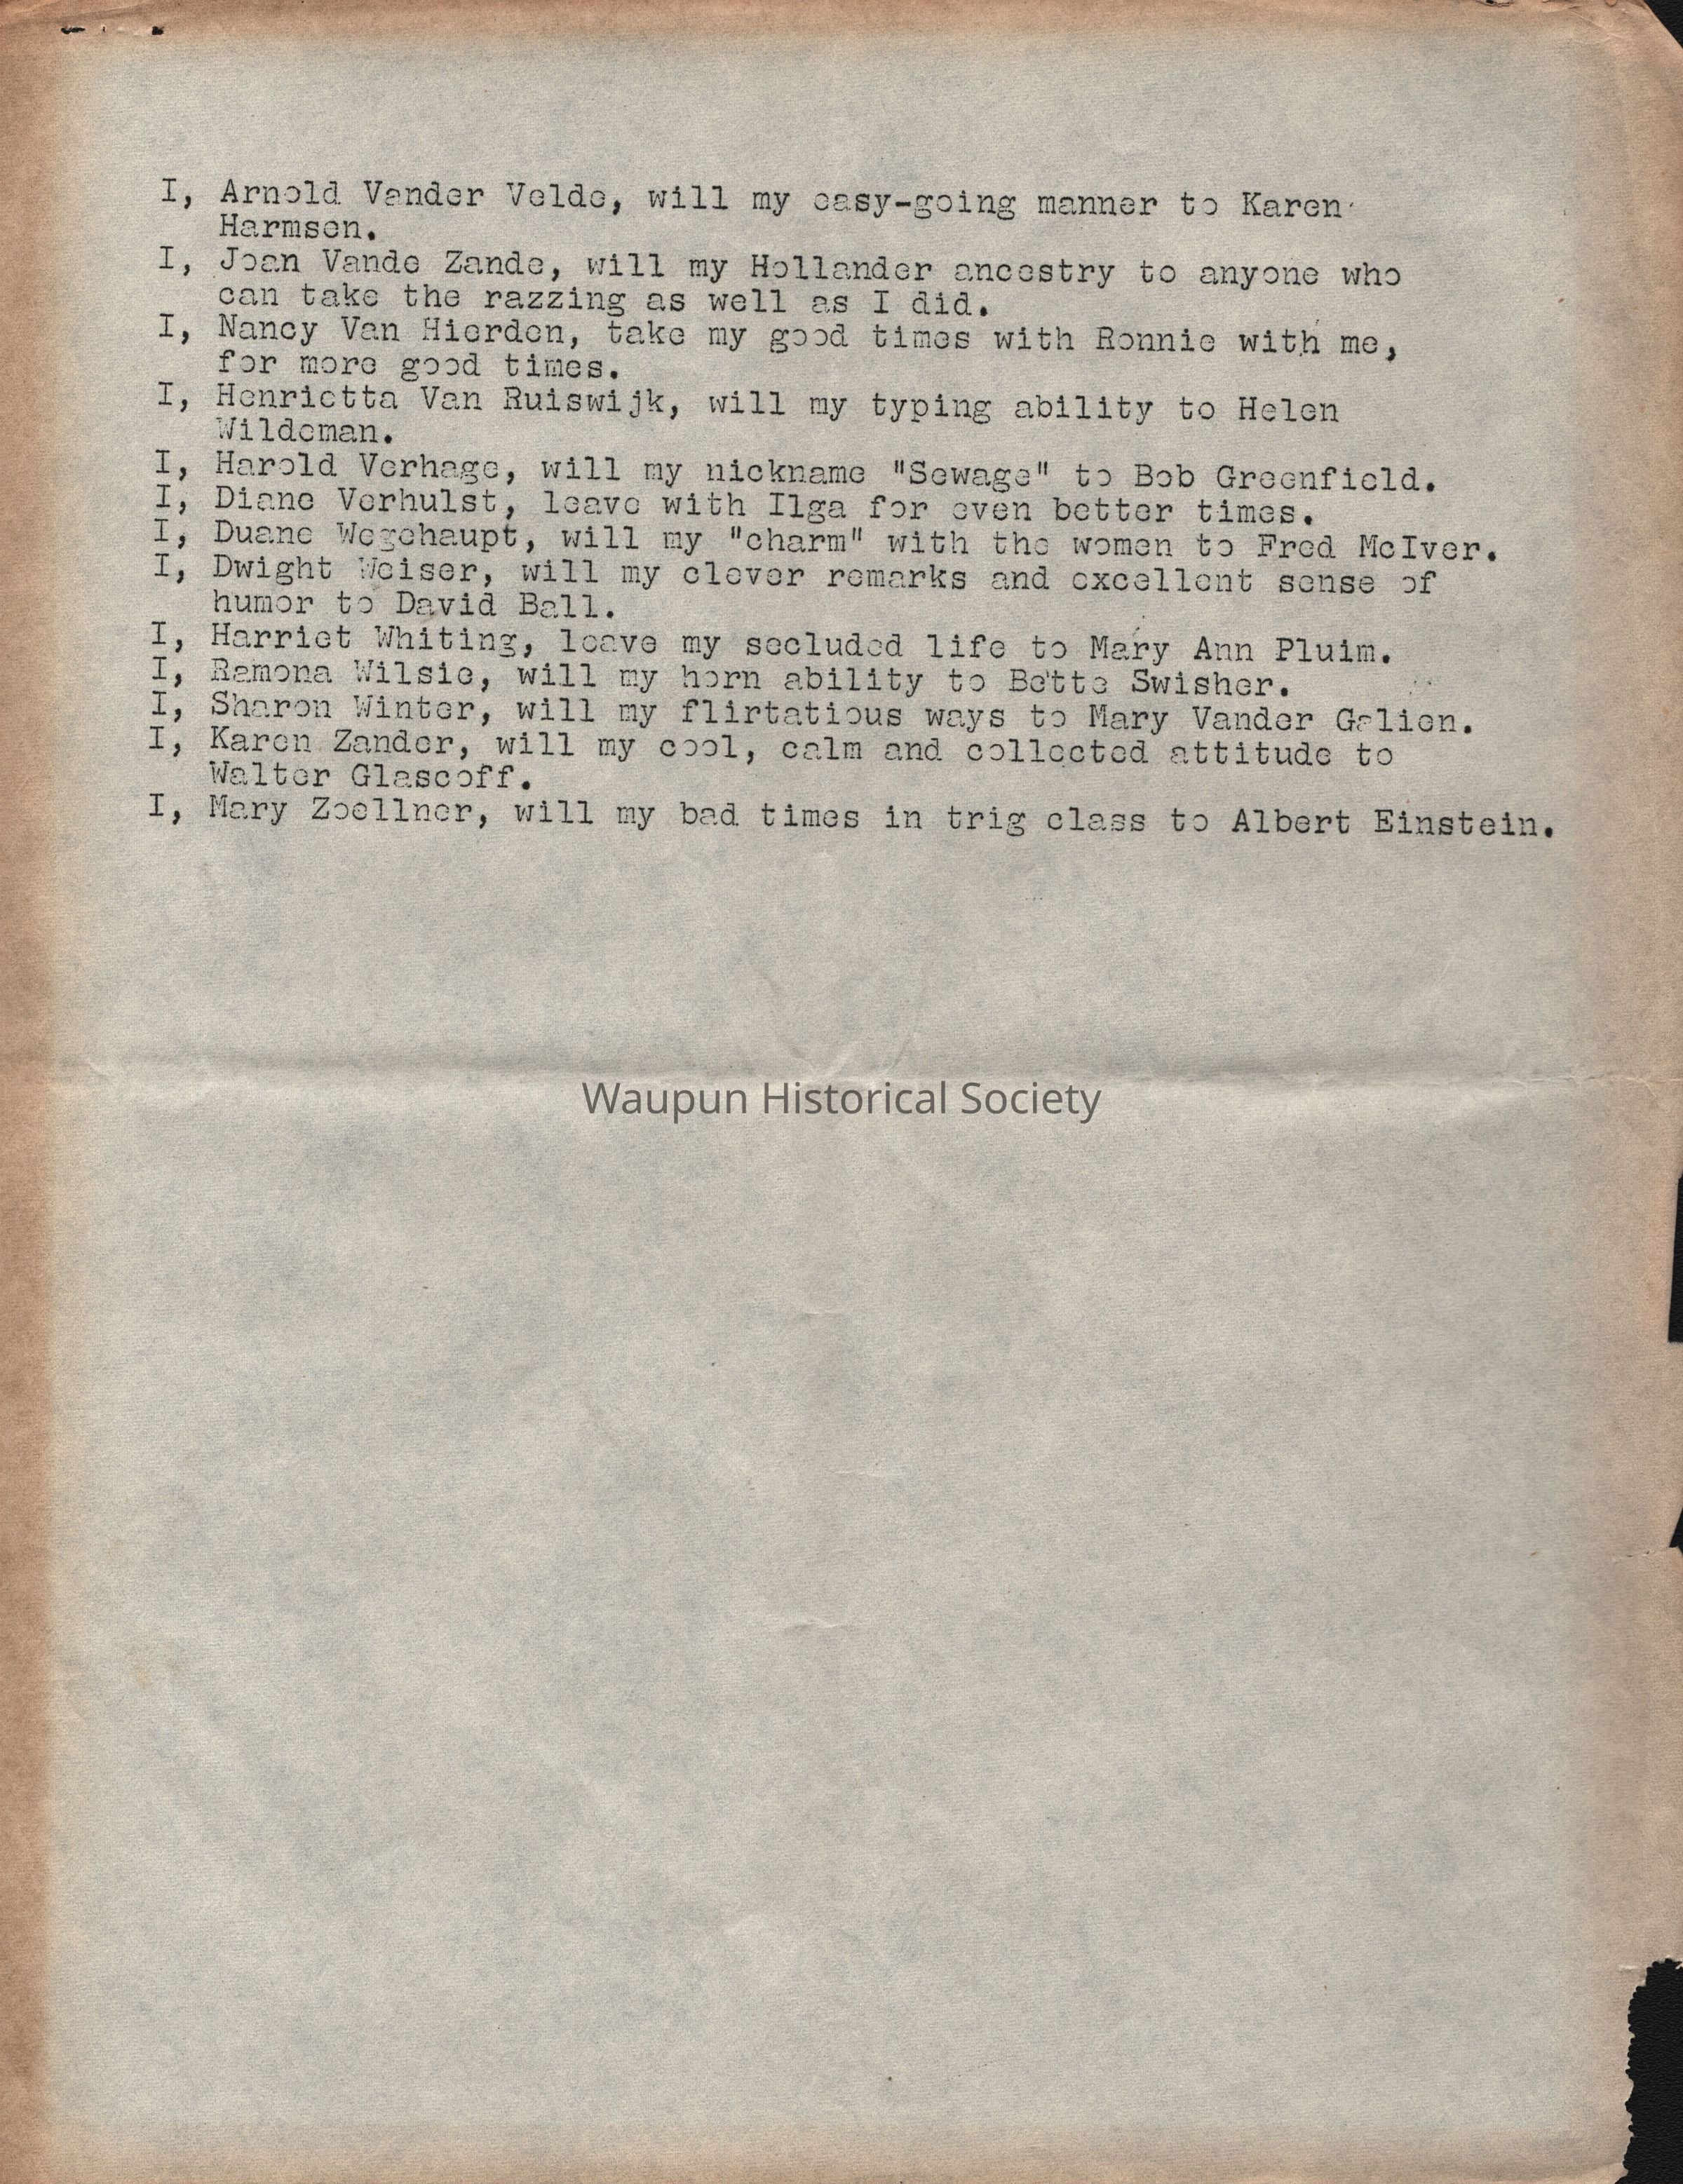 I, Arnold Vander Velde, will my easy-going manner to Karen
Harmsen.
I, Joan Vande Zande, will my Hollander ancestry to anyone who
can take the razzing as well as I did.
I, Nancy Van Hierden, take my good times with Ronnie with me,
for more good times.
I, Henrietta Van Ruiswijk, will my typing ability to Helen
Wildeman.
I, Harold Verhage, will my nickname "Sewage" to Bob Greenfield.
I, Diane Verhulst, leave with Ilga for even better times.
I, Duane Wegehaupt, will my "charm" with the women to Fred McIver.
I, Dwight Weiser, will my clever remarks and excellent sense of
humor to David Ball.
I, Harriet Whiting, leave my secluded life to Mary Ann Pluim.
I, Ramona Wilsie, will my horn ability to Bette Swisher.
I, Sharon Winter, will my flirtatious ways to Mary Vander Galien.
I, Karen Zander, will my cool, calm and collected attitude to
Walter Glascoff.
I, Mary Zoellner, will my bad times in trig class to Albert Einstein.
Waupun Historical Society